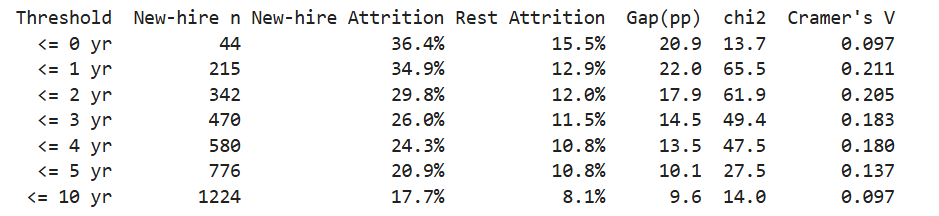 Threshold New-hire n New-hire Attrition Rest Attrition Gap(pp) chi2 Cramer's V
<= 0 yr 44 36.4% 15.5% 20.9 13.7 0.097
<= 1 yr 215 34.9% 12.9% 22.0 65.5 0.211
<= 2 yr 342 29.8% 12.0% 17.9 61.9 0.205
<= 3 yr 470 26.0% 11.5% 14.5 49.4 0.183
<= 4 yr 580 24.3% 10.8% 13.5 47.5 0.180
<= 5 yr 776 20.9% 10.8% 10.1 27.5 0.137
<= 10 yr 1224 17.7% 8.1% 9.6 14.0 0.097